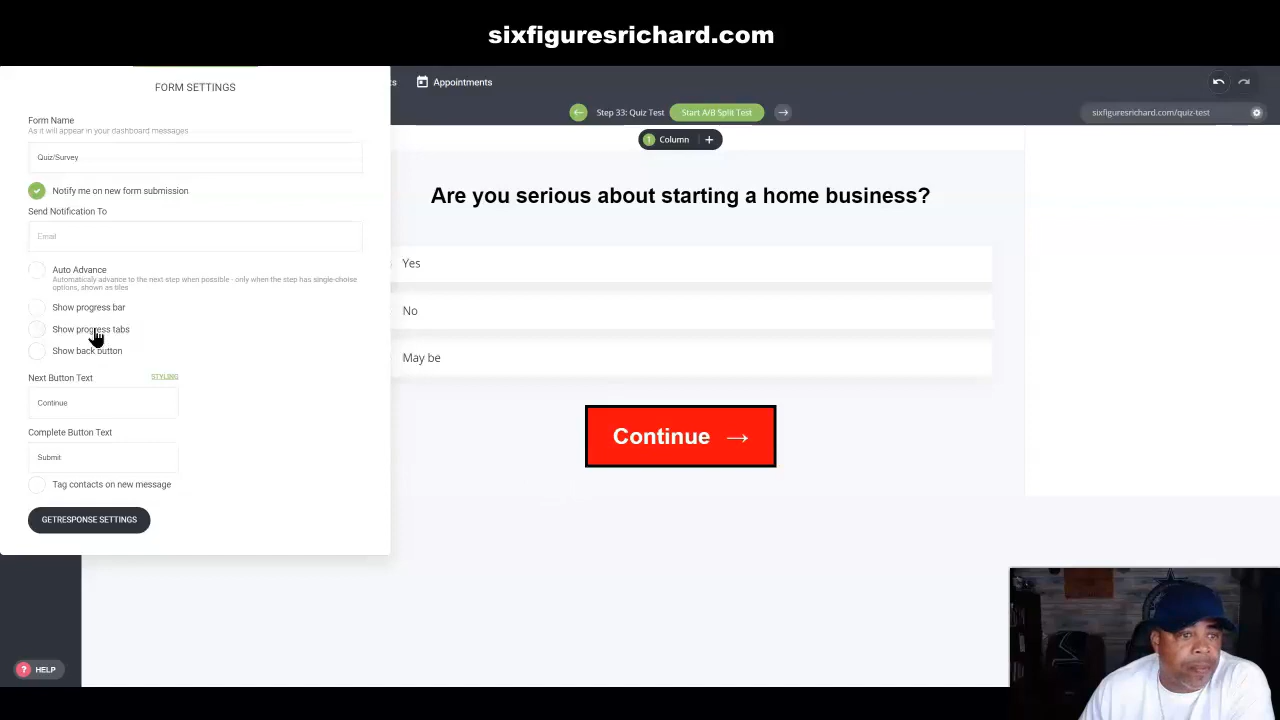 sixfiguresrichard.com
FORM SETTINGS
ts
Appointments
Step 33: Quiz Test
Start A/B Split Test
sixfiguresrichard.com/quiz-test
1 Column +
Form Name
As it will appear in your dashboard messages
Quiz/Survey
Notify me on new form submission
Send Notification To
Email
Auto Advance
Automatically advance to the next step when possible - only when the step has single-choice
options, shown as tiles
Show progress bar
Show progress tabs
Show back button
Next Button Text
STYLING
Continue
Complete Button Text
Submit
Tag contacts on new message
GETRESPONSE SETTINGS
? HELP
Are you serious about starting a home business?
Yes
No
May be
Continue →